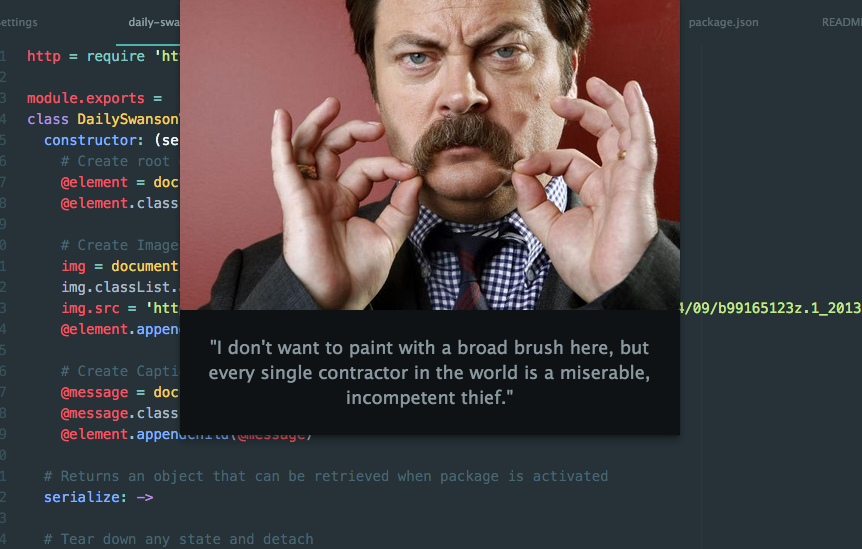 ettings daily-swa package.json READM
1 http = require 'ht
2
3 module.exports =
4 class DailySwanson
5 constructor: (se
6 # Create root
7 @element = doc
8 @element.class
9
0 # Create Image
1 img = document
2 img.classList.
3 img.src = 'htt 4/09/b99165123z.1_2013
4 @element.appen
5
6 # Create Capti
7 @message = doc
8 @message.class
9 @element.appendChild(@message)
0
1 # Returns an object that can be retrieved when package is activated
2 serialize: ->
3
4 # Tear down any state and detach
"I don't want to paint with a broad brush here, but
every single contractor in the world is a miserable,
incompetent thief."